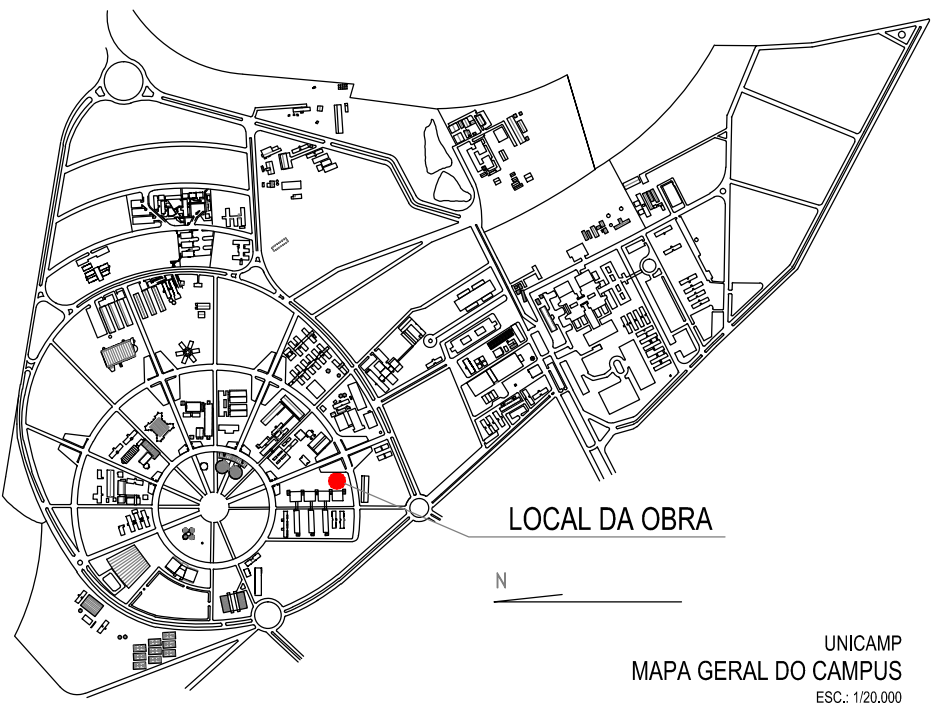 LOCAL DA OBRA
N
UNICAMP
MAPA GERAL DO CAMPUS
ESC.: 1/20.000